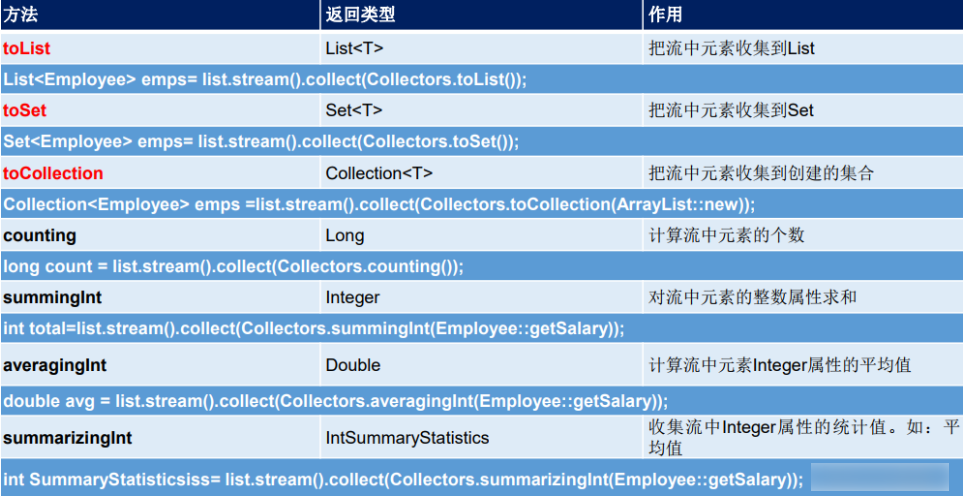 方法 返回类型 作用
toList List<T> 把流中元素收集到List
List<Employee> emps= list.stream().collect(Collectors.toList());
toSet Set<T> 把流中元素收集到Set
Set<Employee> emps= list.stream().collect(Collectors.toSet());
toCollection Collection<T> 把流中元素收集到创建的集合
Collection<Employee> emps =list.stream().collect(Collectors.toCollection(ArrayList::new));
counting Long 计算流中元素的个数
long count = list.stream().collect(Collectors.counting());
summingInt Integer 对流中元素的整数属性求和
int total=list.stream().collect(Collectors.summingInt(Employee::getSalary));
averagingInt Double 计算流中元素Integer属性的平均值
double avg = list.stream().collect(Collectors.averagingInt(Employee::getSalary));
summarizingInt IntSummaryStatistics 收集流中Integer属性的统计值。如：平
均值
int SummaryStatisticsiss= list.stream().collect(Collectors.summarizingInt(Employee::getSalary));